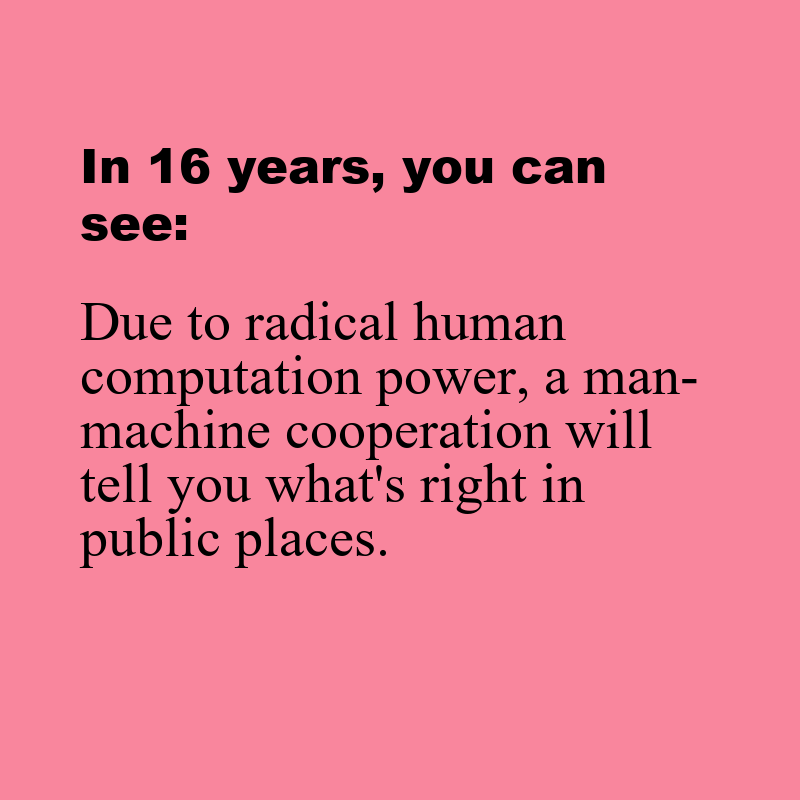 In 16 years, you can
see:
Due to radical human
computation power, a man-
machine cooperation will
tell you what's right in
public places.